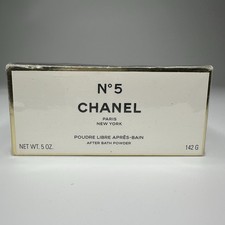 N°5
CHANEL
PARIS
NEW YORK
POUDRE LIBRE APRÈS-BAIN
AFTER BATH POWDER
NET WT. 5 OZ.
142 G